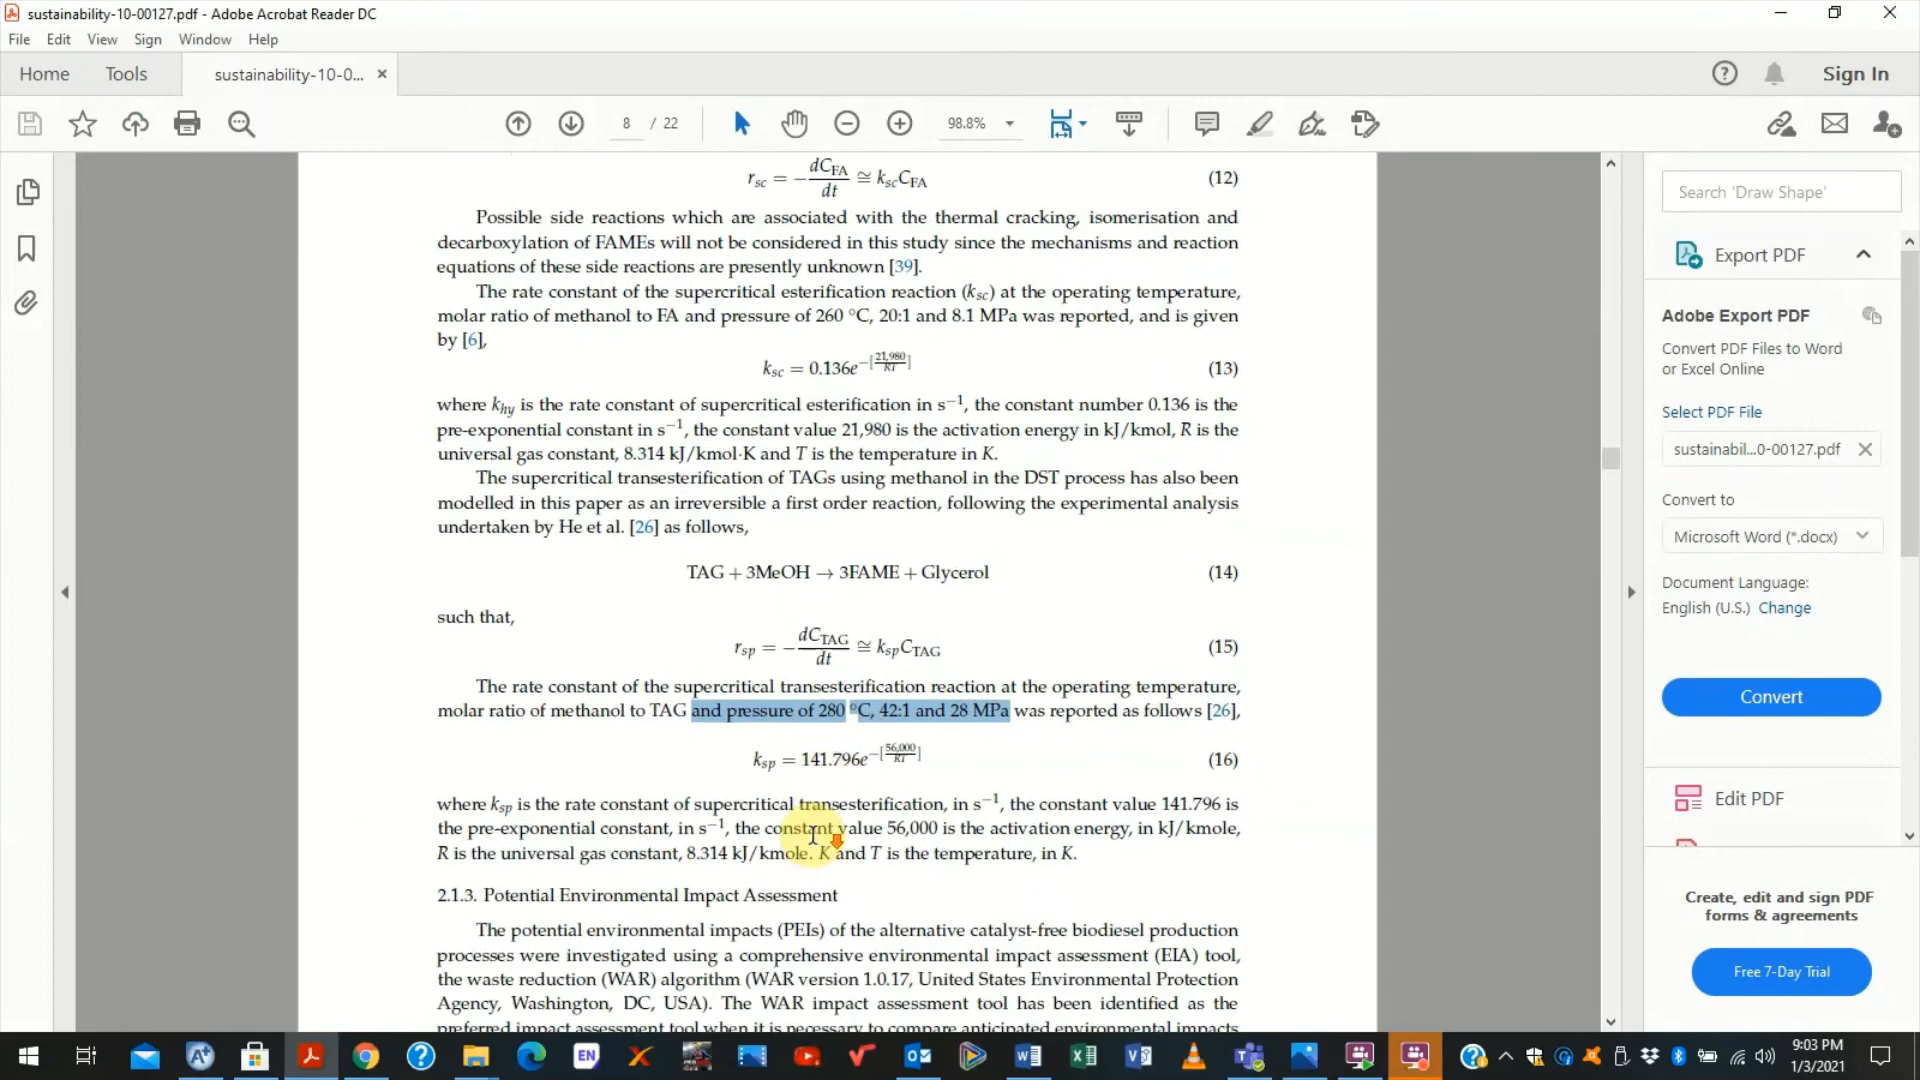 sustainability-10-00127.pdf - Adobe Acrobat Reader DC
File Edit View Sign Window Help
Home Tools sustainability-10-0... × Sign In
8 / 22 98.8%
r_sc = −dC_FA/dt ≅ k_sc C_FA (12)
Possible side reactions which are associated with the thermal cracking, isomerisation and
decarboxylation of FAMEs will not be considered in this study since the mechanisms and reaction
equations of these side reactions are presently unknown [39].
The rate constant of the supercritical esterification reaction (k_sc) at the operating temperature,
molar ratio of methanol to FA and pressure of 260 °C, 20:1 and 8.1 MPa was reported, and is given
by [6],
k_sc = 0.136e^−[21,980/RT] (13)
where k_hy is the rate constant of supercritical esterification in s⁻¹, the constant number 0.136 is the
pre-exponential constant in s⁻¹, the constant value 21,980 is the activation energy in kJ/kmol, R is the
universal gas constant, 8.314 kJ/kmol·K and T is the temperature in K.
The supercritical transesterification of TAGs using methanol in the DST process has also been
modelled in this paper as an irreversible a first order reaction, following the experimental analysis
undertaken by He et al. [26] as follows,
TAG + 3MeOH → 3FAME + Glycerol (14)
such that,
r_sp = −dC_TAG/dt ≅ k_sp C_TAG (15)
The rate constant of the supercritical transesterification reaction at the operating temperature,
molar ratio of methanol to TAG and pressure of 280 °C, 42:1 and 28 MPa was reported as follows [26],
k_sp = 141.796e^−[56,000/RT] (16)
where k_sp is the rate constant of supercritical transesterification, in s⁻¹, the constant value 141.796 is
the pre-exponential constant, in s⁻¹, the constant value 56,000 is the activation energy, in kJ/kmole,
R is the universal gas constant, 8.314 kJ/kmole. K and T is the temperature, in K.
2.1.3. Potential Environmental Impact Assessment
The potential environmental impacts (PEIs) of the alternative catalyst-free biodiesel production
processes were investigated using a comprehensive environmental impact assessment (EIA) tool,
the waste reduction (WAR) algorithm (WAR version 1.0.17, United States Environmental Protection
Agency, Washington, DC, USA). The WAR impact assessment tool has been identified as the
preferred impact assessment tool when it is necessary to compare anticipated environmental impacts
Search 'Draw Shape'
Export PDF
Adobe Export PDF
Convert PDF Files to Word
or Excel Online
Select PDF File
sustainabil...0-00127.pdf
Convert to
Microsoft Word (*.docx)
Document Language:
English (U.S.) Change
Convert
Edit PDF
Create, edit and sign PDF
forms & agreements
Free 7-Day Trial
EN
9:03 PM
1/3/2021